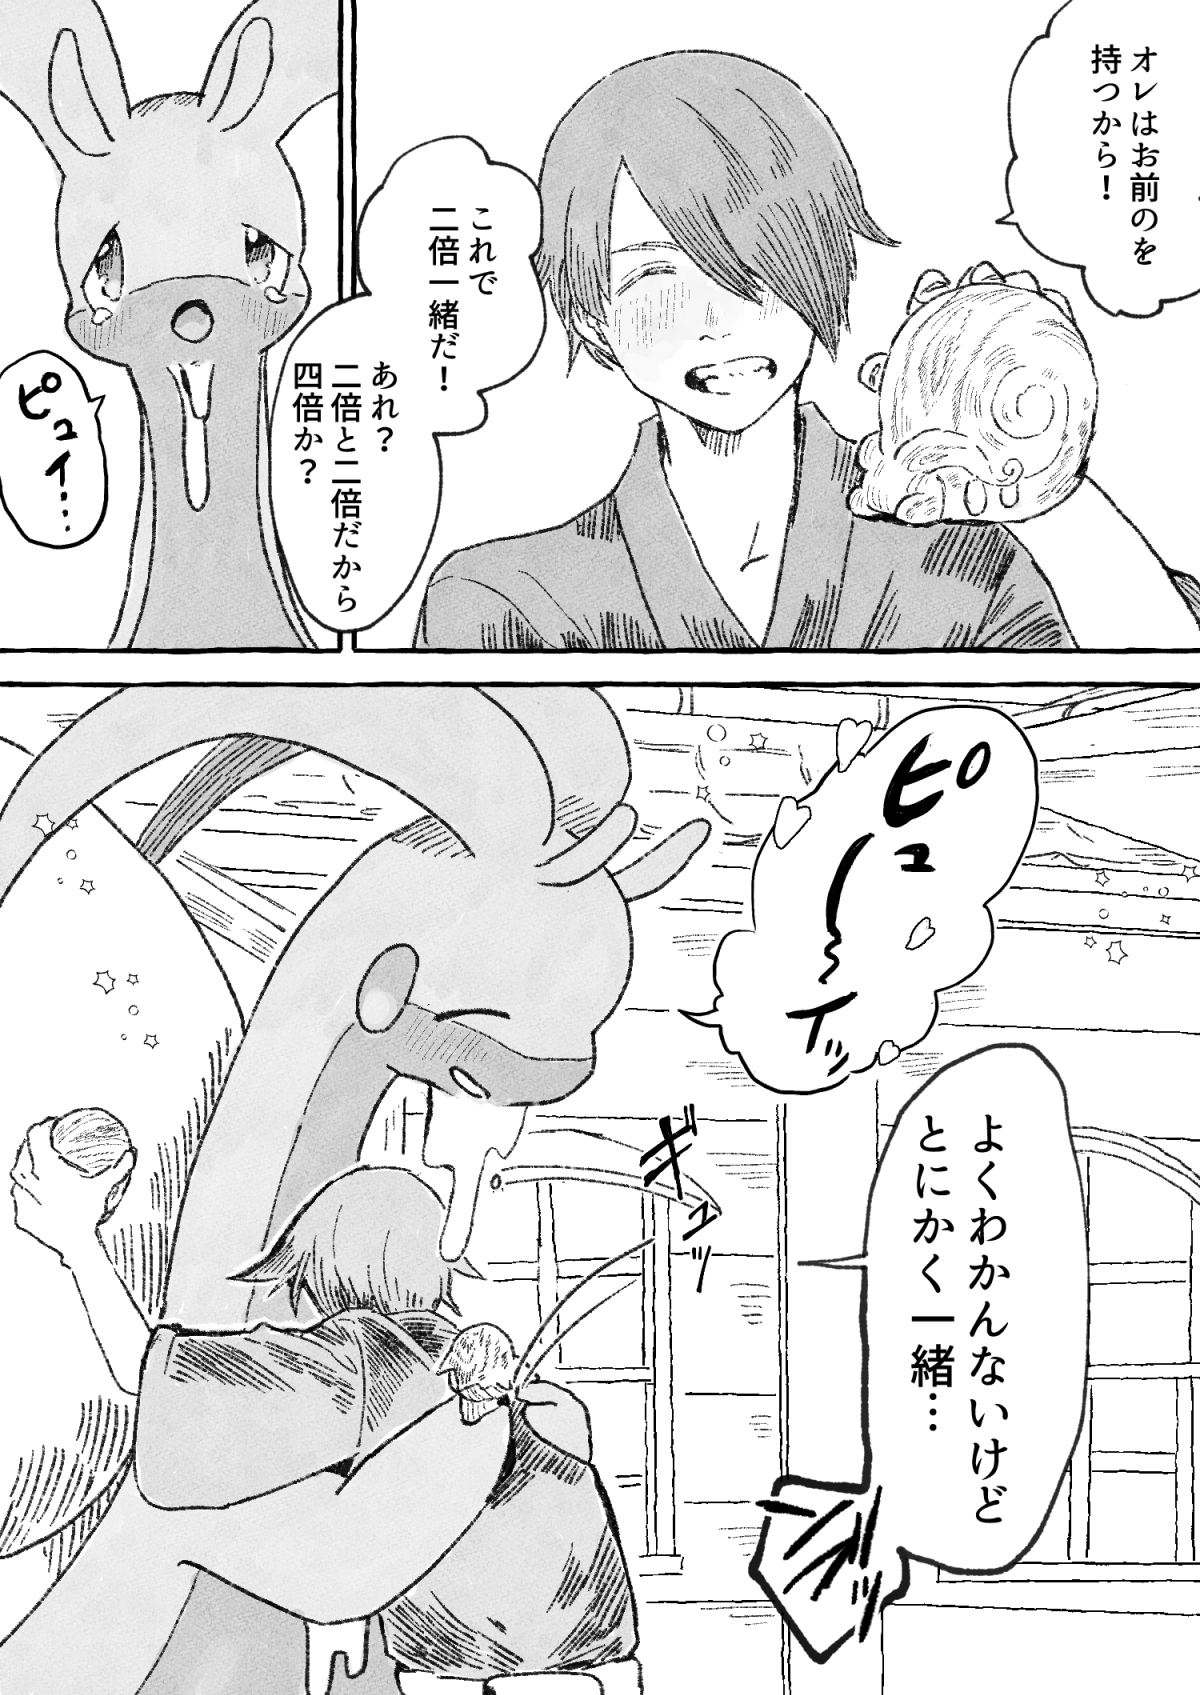 オレはお前のを
持つから！
これで
二倍一緒だ！
あれ？
二倍と二倍だから
四倍か？
ピュイ…
ピュ〜イッ
よくわかんないけど
とにかく一緒…
ギュッ